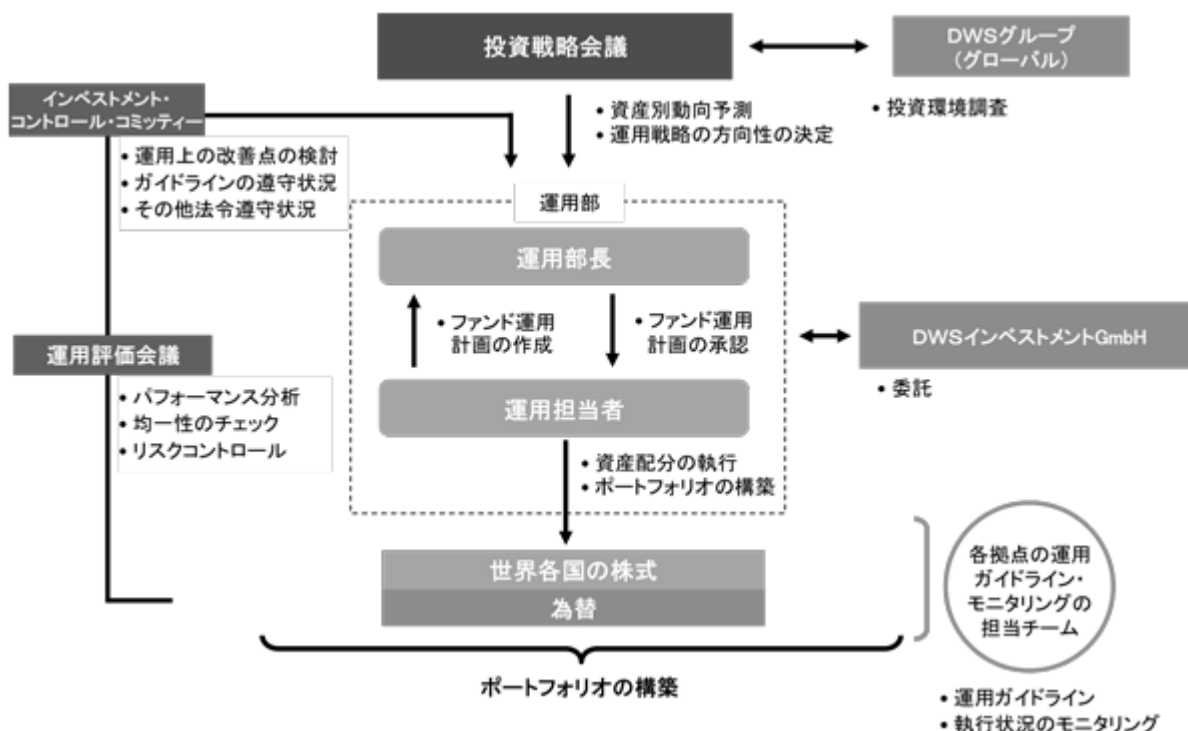 投資戦略会議
DWSグループ
(グローバル)
• 投資環境調査
• 資産別動向予測
• 運用戦略の方向性の決定
インベストメント・
コントロール・コミッティー
• 運用上の改善点の検討
• ガイドラインの遵守状況
• その他法令遵守状況
運用部
運用部長
• ファンド運用
計画の作成
• ファンド運用
計画の承認
DWSインベストメントGmbH
• 委託
運用評価会議
• パフォーマンス分析
• 均一性のチェック
• リスクコントロール
運用担当者
• 資産配分の執行
• ポートフォリオの構築
世界各国の株式
為替
ポートフォリオの構築
各拠点の運用
ガイドライン・
モニタリングの
担当チーム
• 運用ガイドライン
• 執行状況のモニタリング